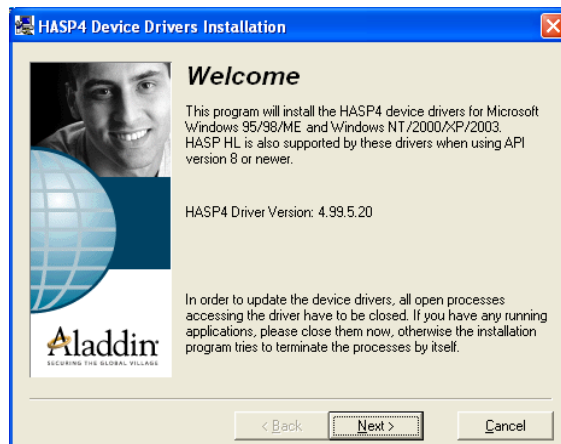 HASP4 Device Drivers Installation
Welcome
This program will install the HASP4 device drivers for Microsoft
Windows 95/98/ME and Windows NT/2000/XP/2003.
HASP HL is also supported by these drivers when using API
version 8 or newer.
HASP4 Driver Version: 4.99.5.20
In order to update the device drivers, all open processes
accessing the driver have to be closed. If you have any running
applications, please close them now, otherwise the installation
program tries to terminate the processes by itself.
Aladdin
SECURING THE GLOBAL VILLAGE
< Back
Next >
Cancel